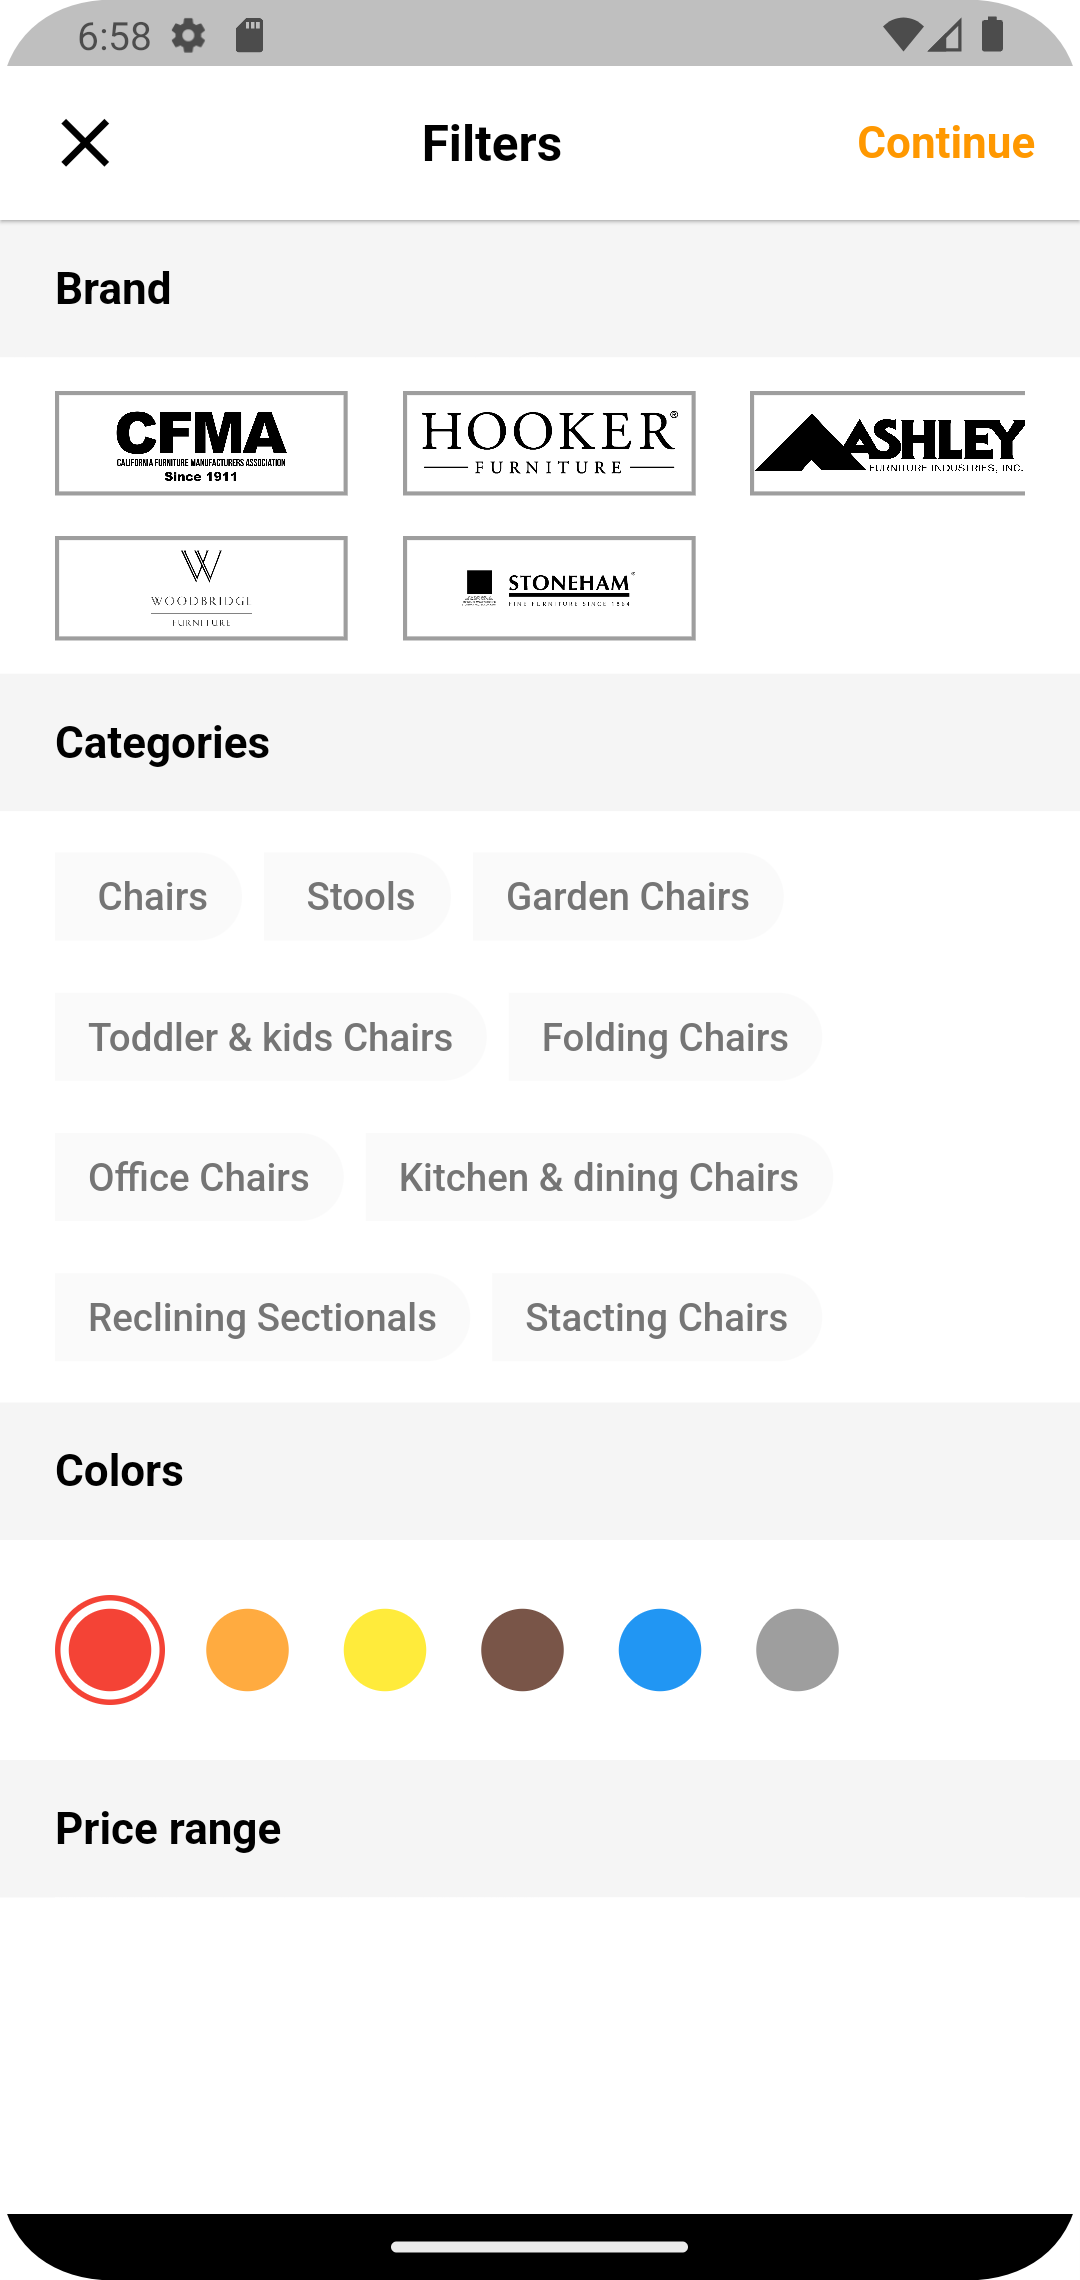 6:58
Filters
Continue
Brand
CFMA
CALIFORNIA FURNITURE MANUFACTURERS ASSOCIATION
Since 1911
HOOKER®
FURNITURE
ASHLEY
FURNITURE INDUSTRIES, INC.
W
WOODBRIDGE
FURNITURE
STONEHAM
FINE FURNITURE SINCE 1864
Categories
Chairs
Stools
Garden Chairs
Toddler & kids Chairs
Folding Chairs
Office Chairs
Kitchen & dining Chairs
Reclining Sectionals
Stacting Chairs
Colors
Price range